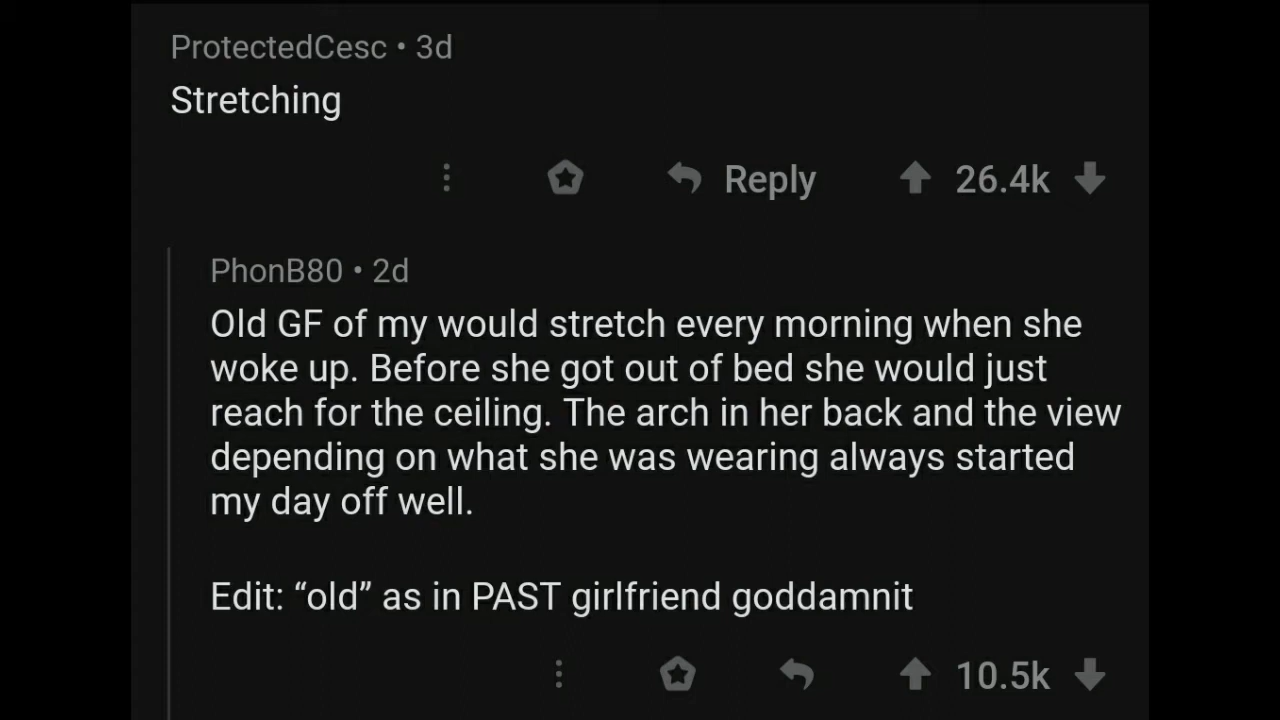 ProtectedCesc • 3d
Stretching
Reply 26.4k
PhonB80 • 2d
Old GF of my would stretch every morning when she
woke up. Before she got out of bed she would just
reach for the ceiling. The arch in her back and the view
depending on what she was wearing always started
my day off well.
Edit: “old” as in PAST girlfriend goddamnit
10.5k